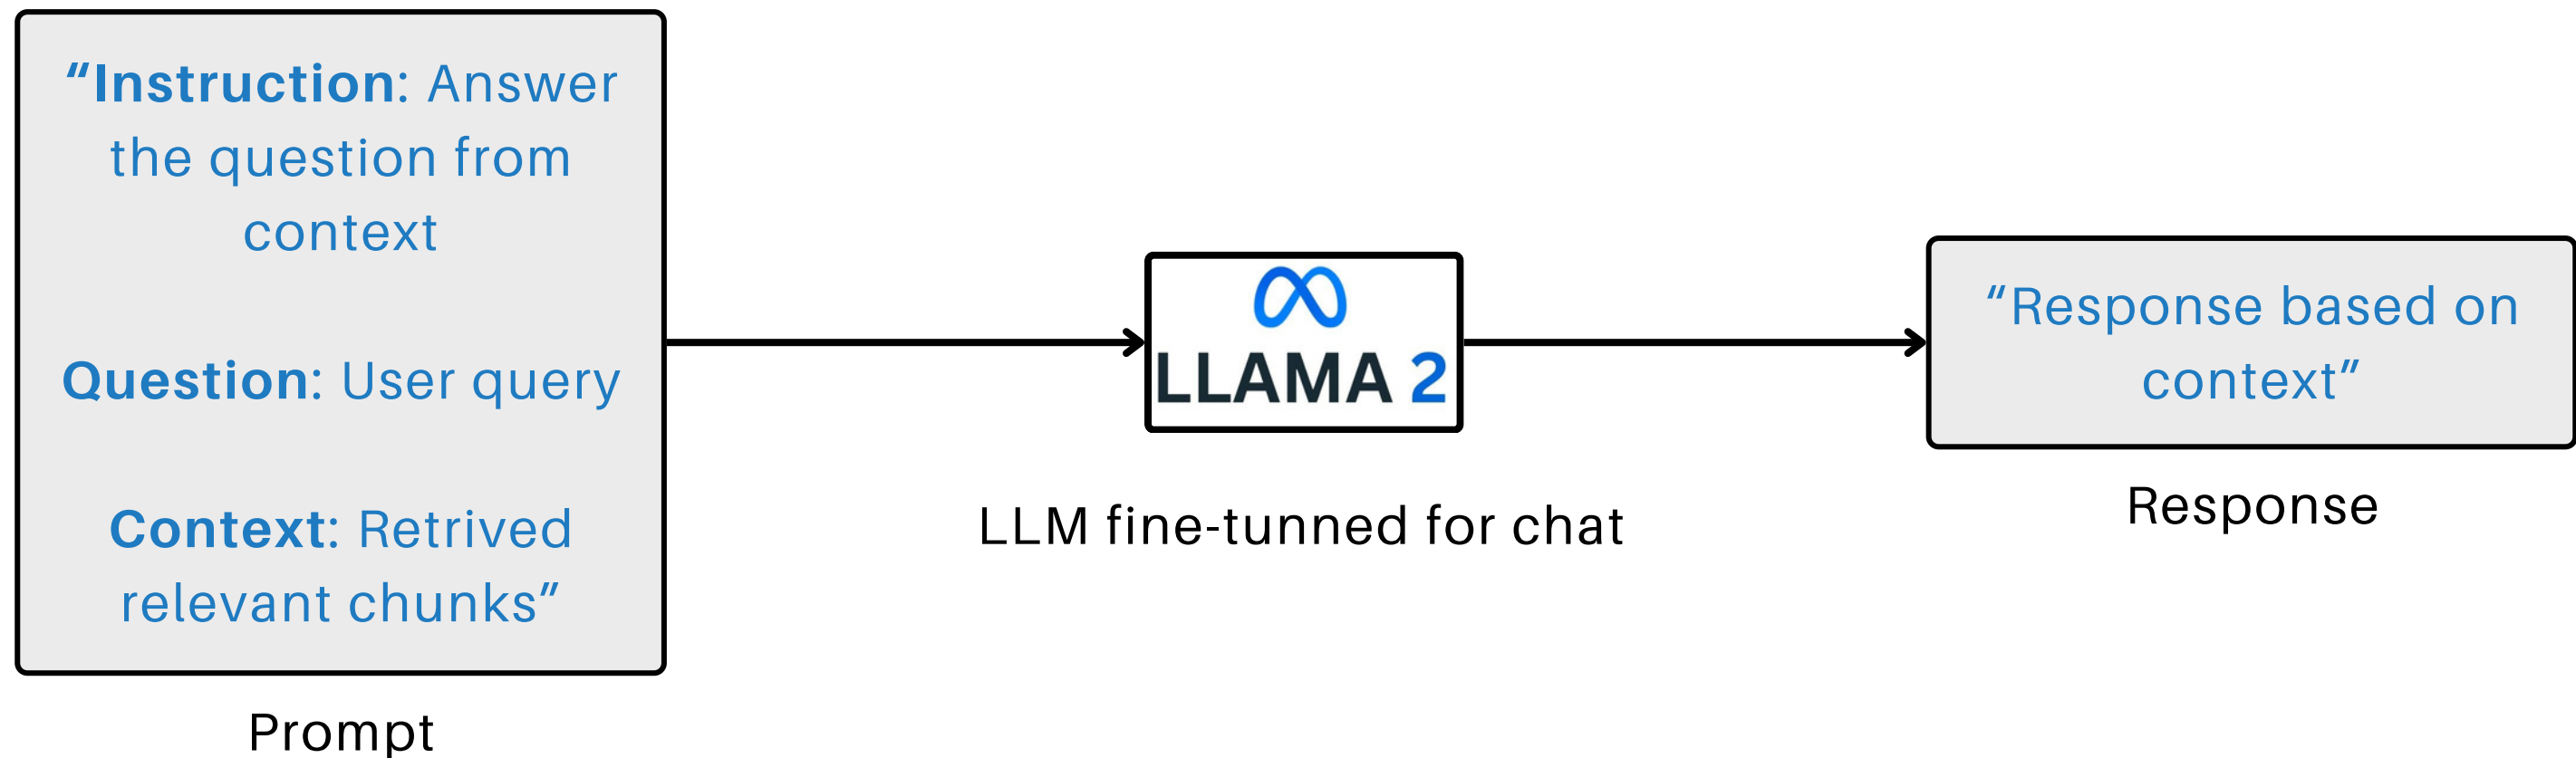 “Instruction: Answer
the question from
context
Question: User query
Context: Retrived
relevant chunks”
Prompt
LLAMA 2
LLM fine-tunned for chat
“Response based on
context”
Response